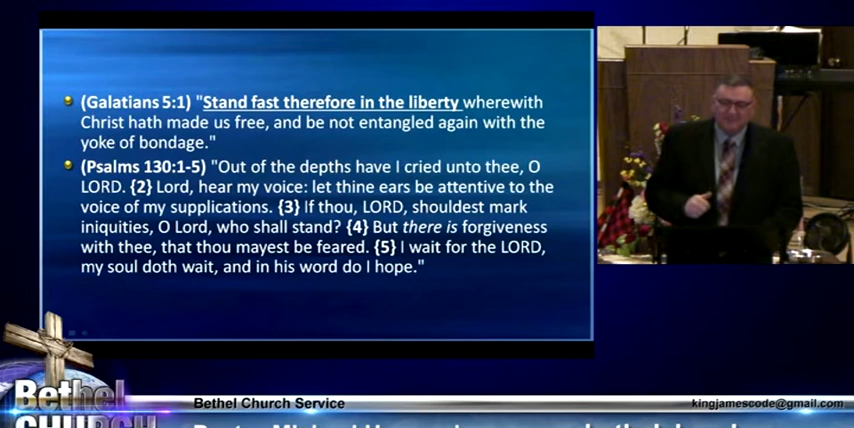 (Galatians 5:1) "Stand fast therefore in the liberty wherewith
Christ hath made us free, and be not entangled again with the
yoke of bondage."
(Psalms 130:1-5) "Out of the depths have I cried unto thee, O
LORD. {2} Lord, hear my voice: let thine ears be attentive to the
voice of my supplications. {3} If thou, LORD, shouldest mark
iniquities, O Lord, who shall stand? {4} But there is forgiveness
with thee, that thou mayest be feared. {5} I wait for the LORD,
my soul doth wait, and in his word do I hope."
Bethel
CHURCH
Bethel Church Service
kingjamescode@gmail.com